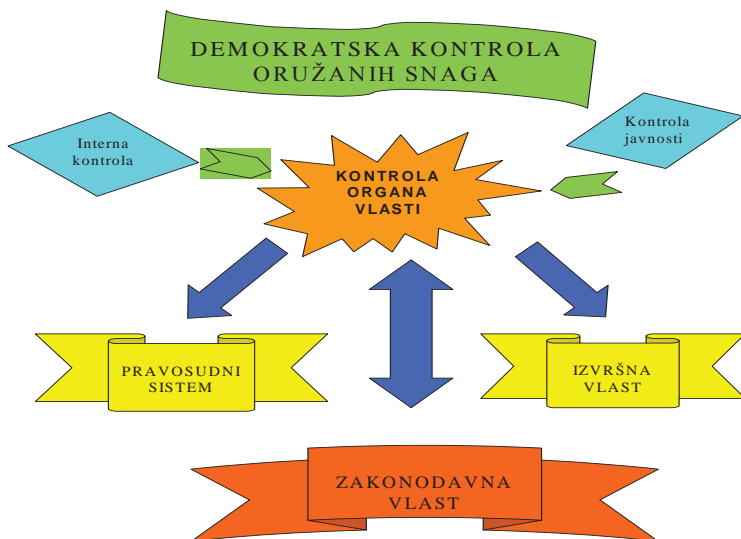 DEMOKRATSKA KONTROLA
ORUŽANIH SNAGA
Interna
kontrola
Kontrola
javnosti
KONTROLA
ORGANA
VLASTI
PRAVOSUDNI
SISTEM
IZVRŠNA
VLAST
ZAKONODAVNA
VLAST